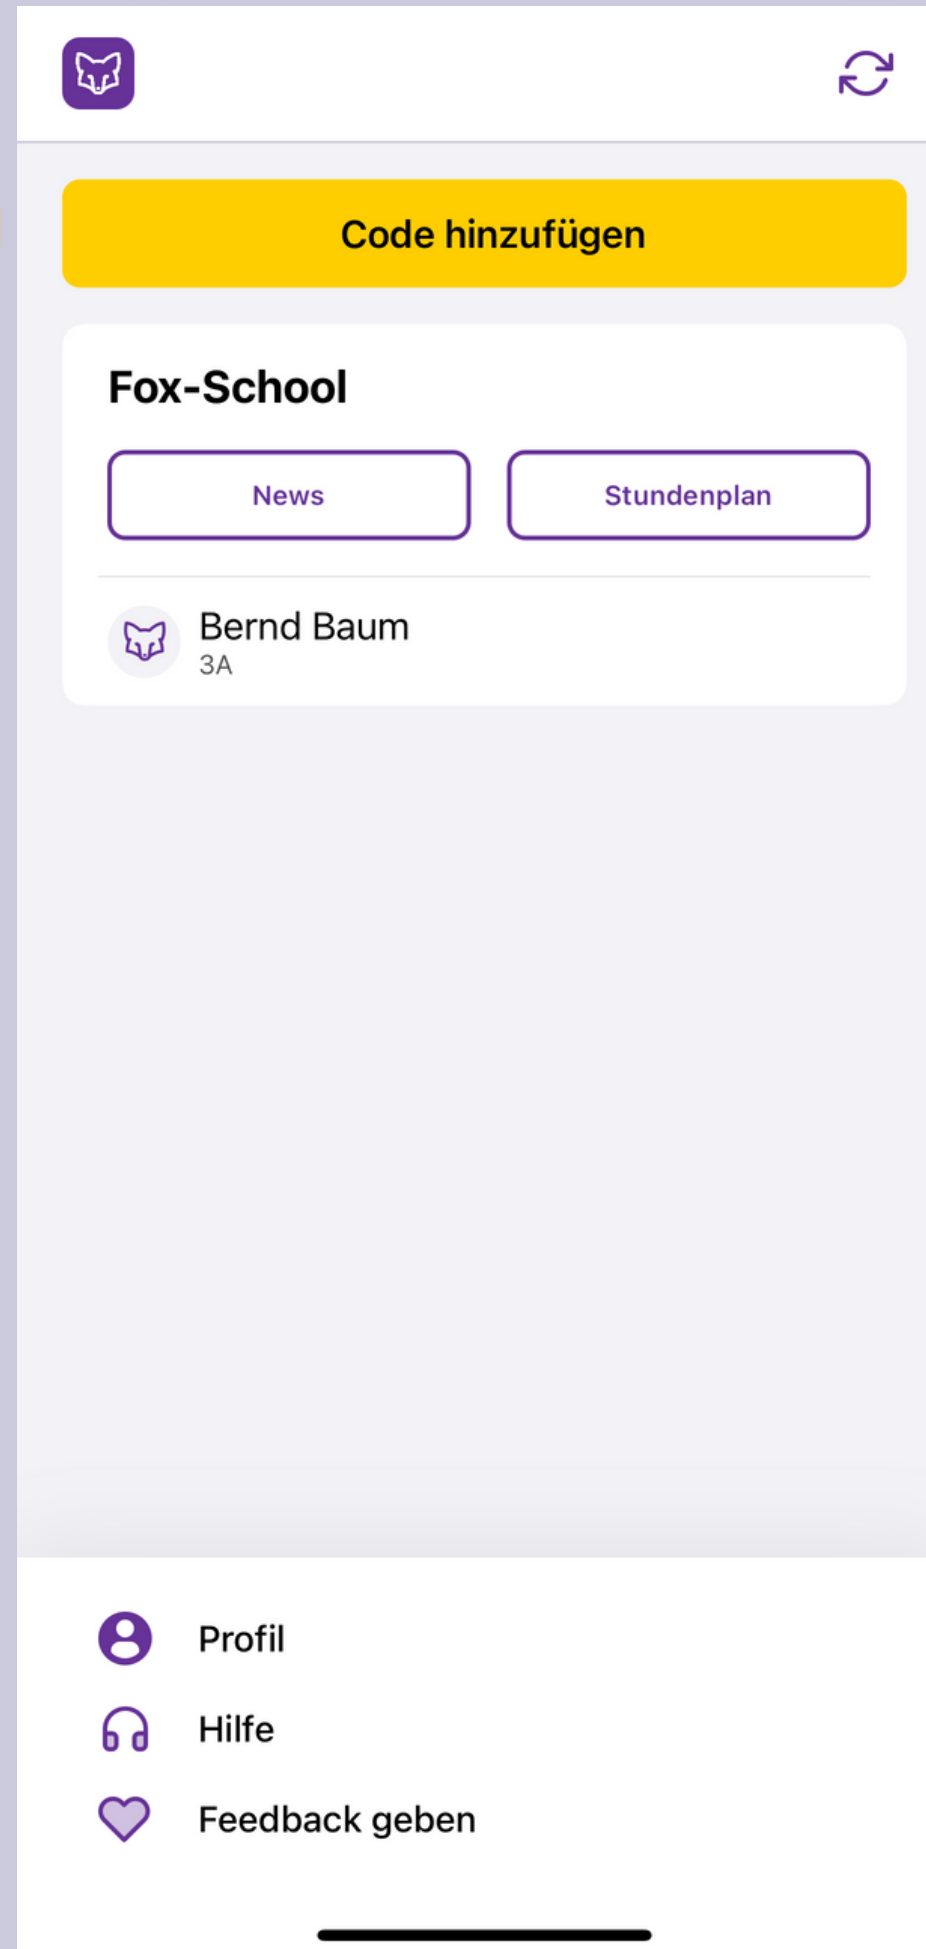 Code hinzufügen
Fox-School
News
Stundenplan
Bernd Baum
3A
Profil
Hilfe
Feedback geben